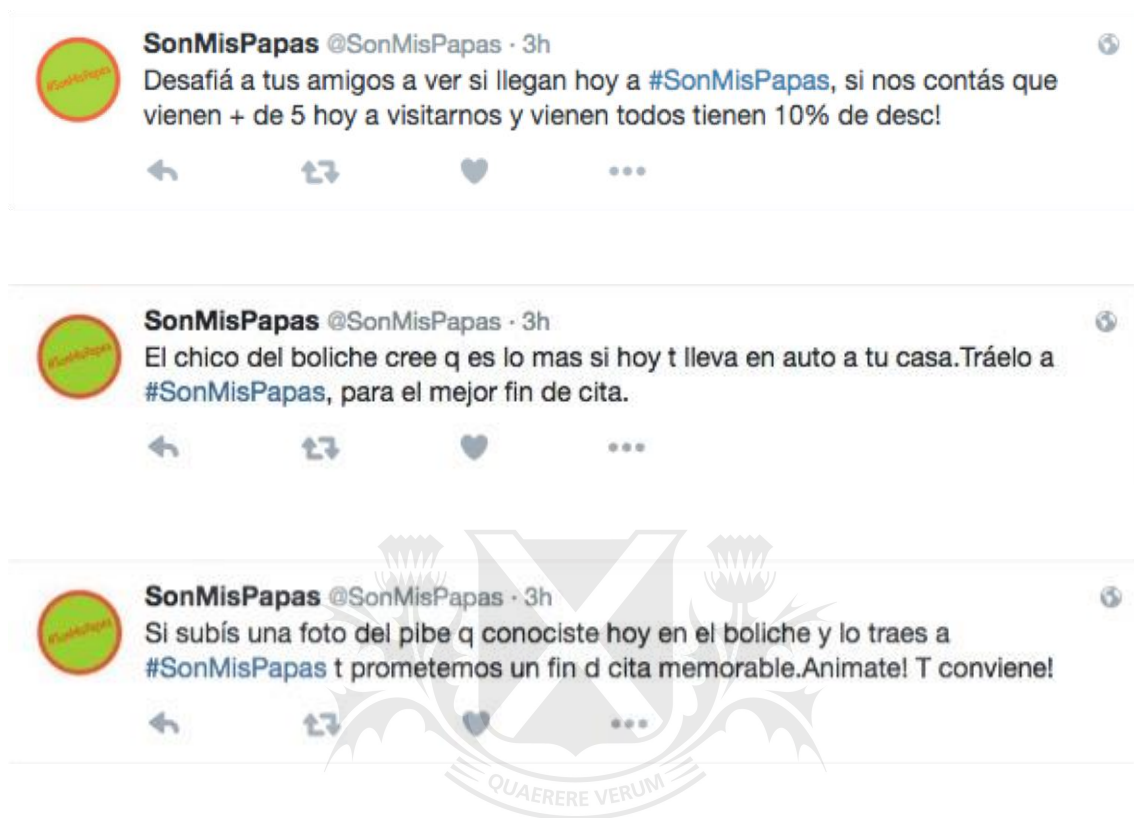 SonMisPapas @SonMisPapas · 3h
Desafiá a tus amigos a ver si llegan hoy a #SonMisPapas, si nos contás que
vienen + de 5 hoy a visitarnos y vienen todos tienen 10% de desc!
#SonMisPapas
SonMisPapas @SonMisPapas · 3h
El chico del boliche cree q es lo mas si hoy t lleva en auto a tu casa.Tráelo a
#SonMisPapas, para el mejor fin de cita.
#SonMisPapas
SonMisPapas @SonMisPapas · 3h
Si subís una foto del pibe q conociste hoy en el boliche y lo traes a
#SonMisPapas t prometemos un fin d cita memorable.Animate! T conviene!
#SonMisPapas
QUAERERE VERUM